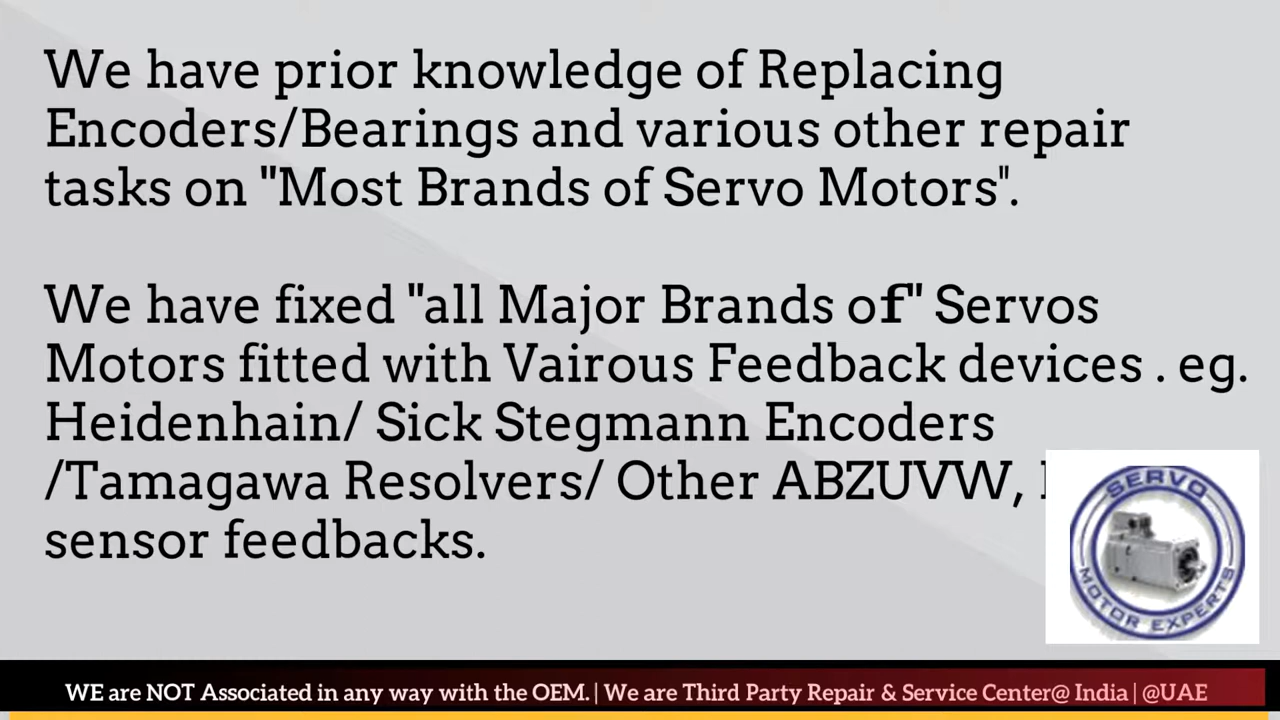 We have prior knowledge of Replacing
Encoders/Bearings and various other repair
tasks on "Most Brands of Servo Motors".
We have fixed "all Major Brands of" Servos
Motors fitted with Vairous Feedback devices . eg.
Heidenhain/ Sick Stegmann Encoders
/Tamagawa Resolvers/ Other ABZUVW,
sensor feedbacks.
SERVO
MOTOR EXPERTS
WE are NOT Associated in any way with the OEM. | We are Third Party Repair & Service Center@ India | @UAE